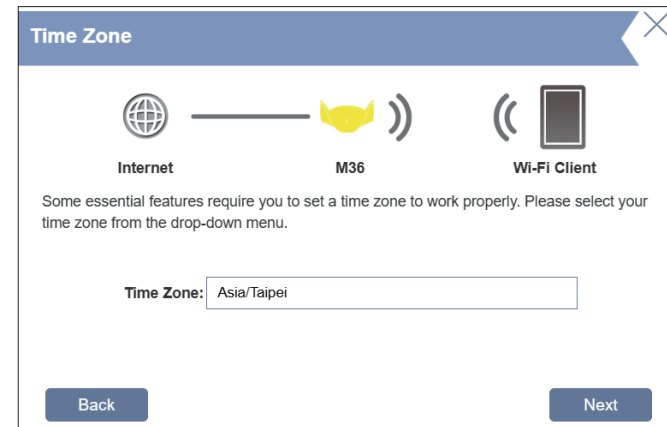 Time Zone
Internet
M36
Wi-Fi Client
Some essential features require you to set a time zone to work properly. Please select your
time zone from the drop-down menu.
Time Zone: Asia/Taipei
Back
Next